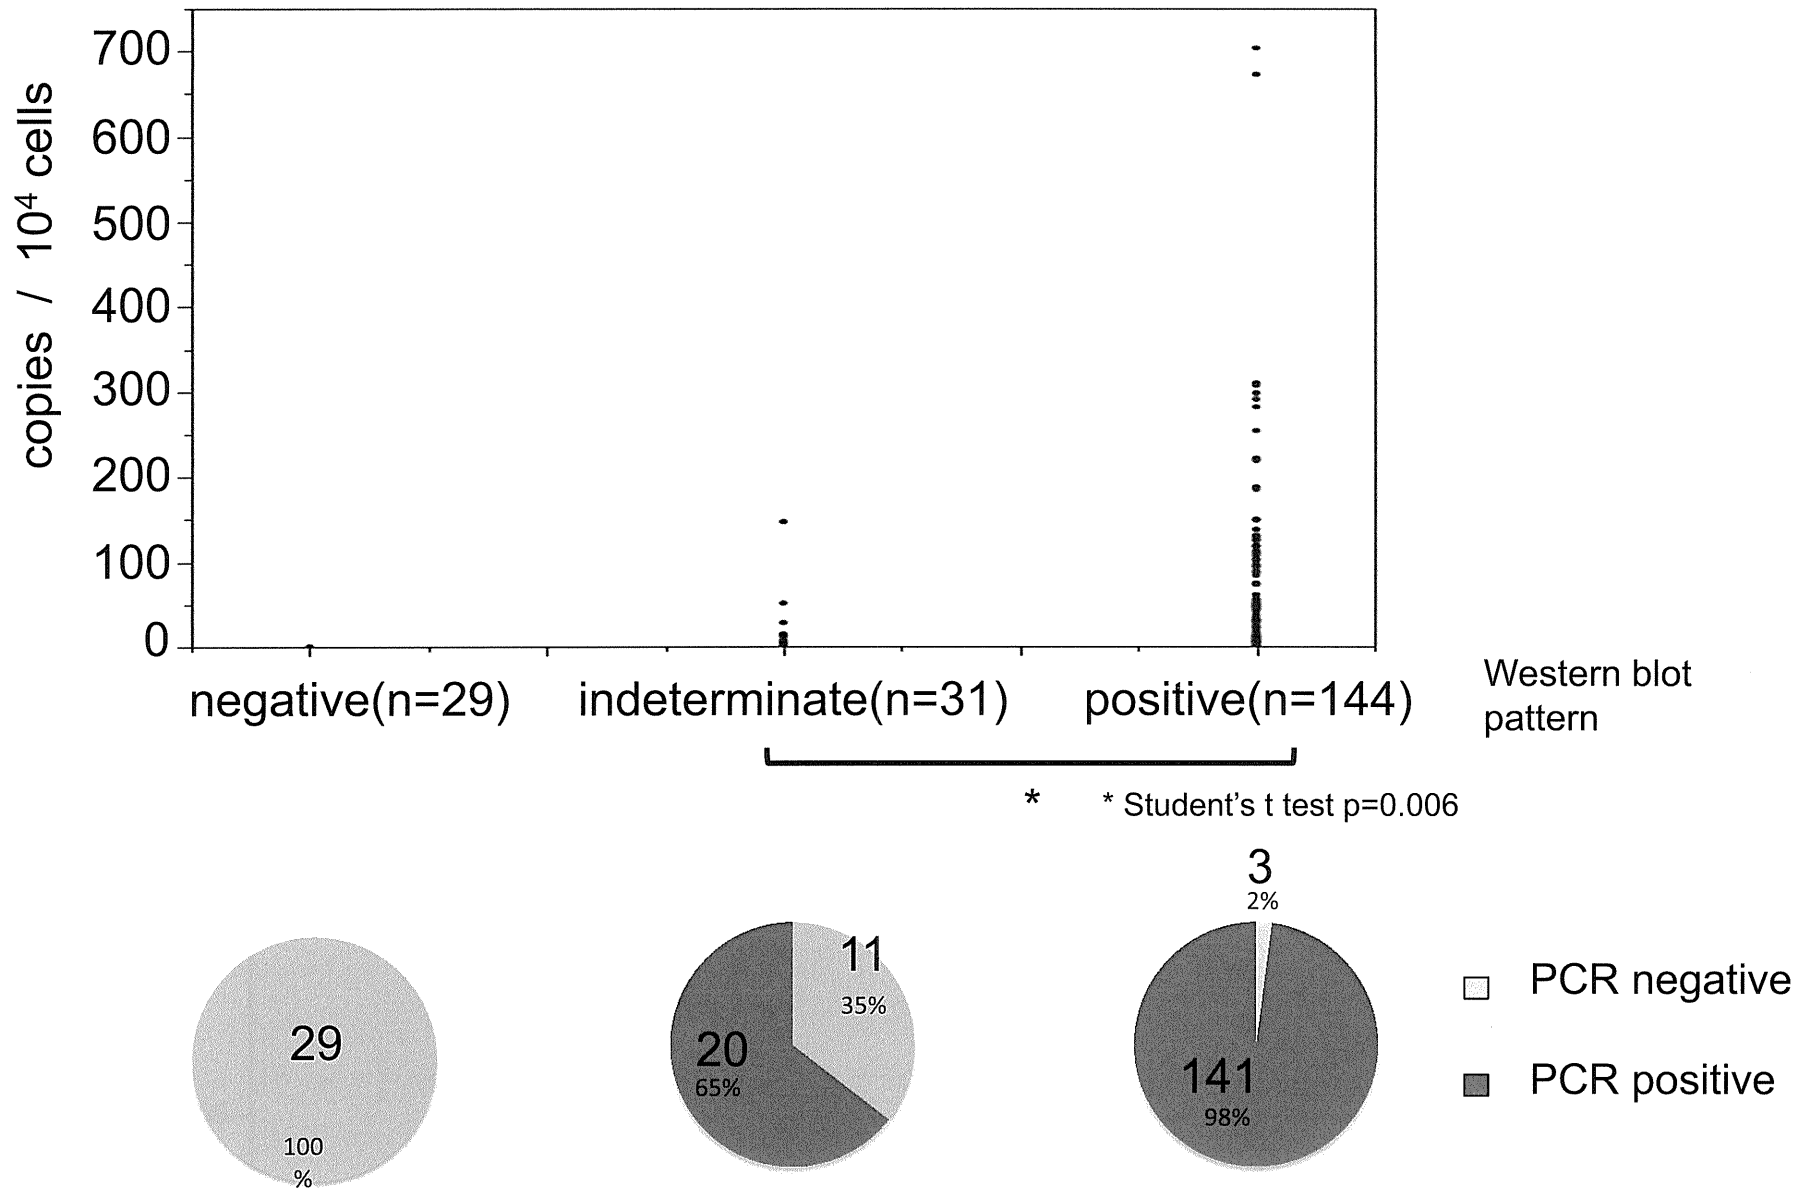 copies / 10⁴ cells
700
600
500
400
300
200
100
0
negative(n=29)
indeterminate(n=31)
positive(n=144)
Western blot
pattern
*
* Student's t test p=0.006
29
100
%
11
35%
20
65%
3
2%
141
98%
PCR negative
PCR positive